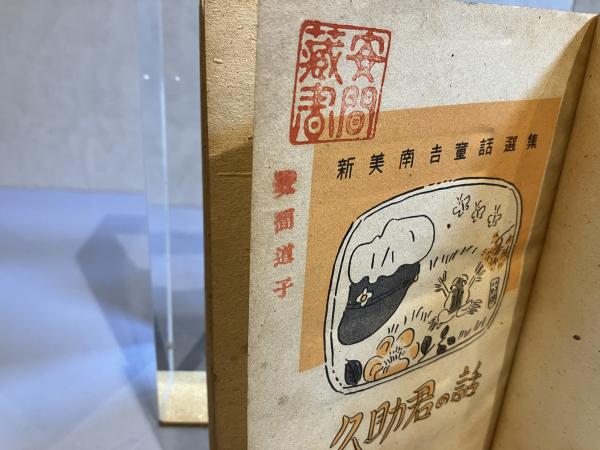 安間
蔵書
新美南吉童話選集
安間道子
久助君の話